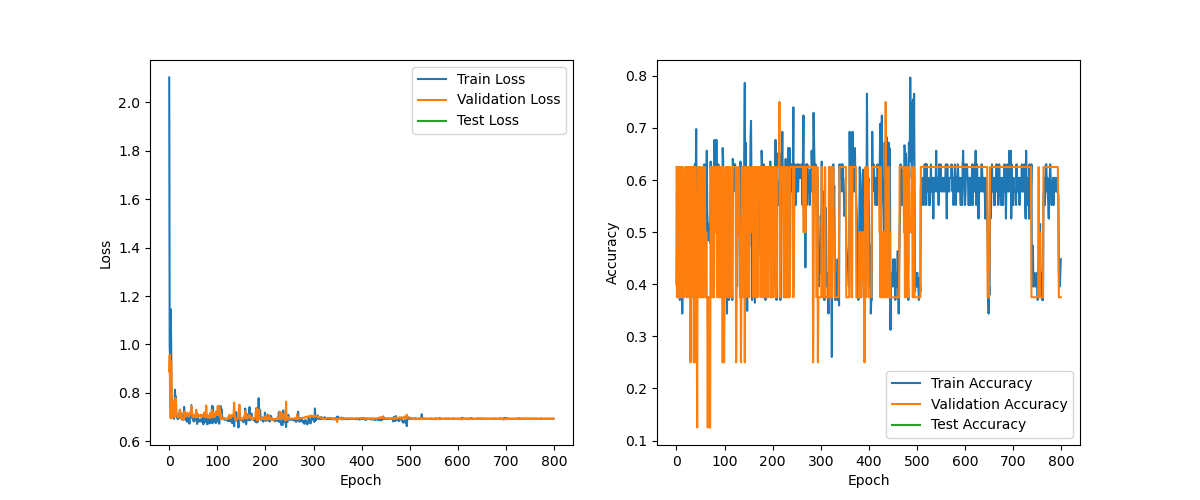 2.0
1.8
1.6
1.4
1.2
1.0
0.8
0.6
Loss
0 100 200 300 400 500 600 700 800
Epoch
Train Loss
Validation Loss
Test Loss
0.8
0.7
0.6
0.5
0.4
0.3
0.2
0.1
Accuracy
0 100 200 300 400 500 600 700 800
Epoch
Train Accuracy
Validation Accuracy
Test Accuracy